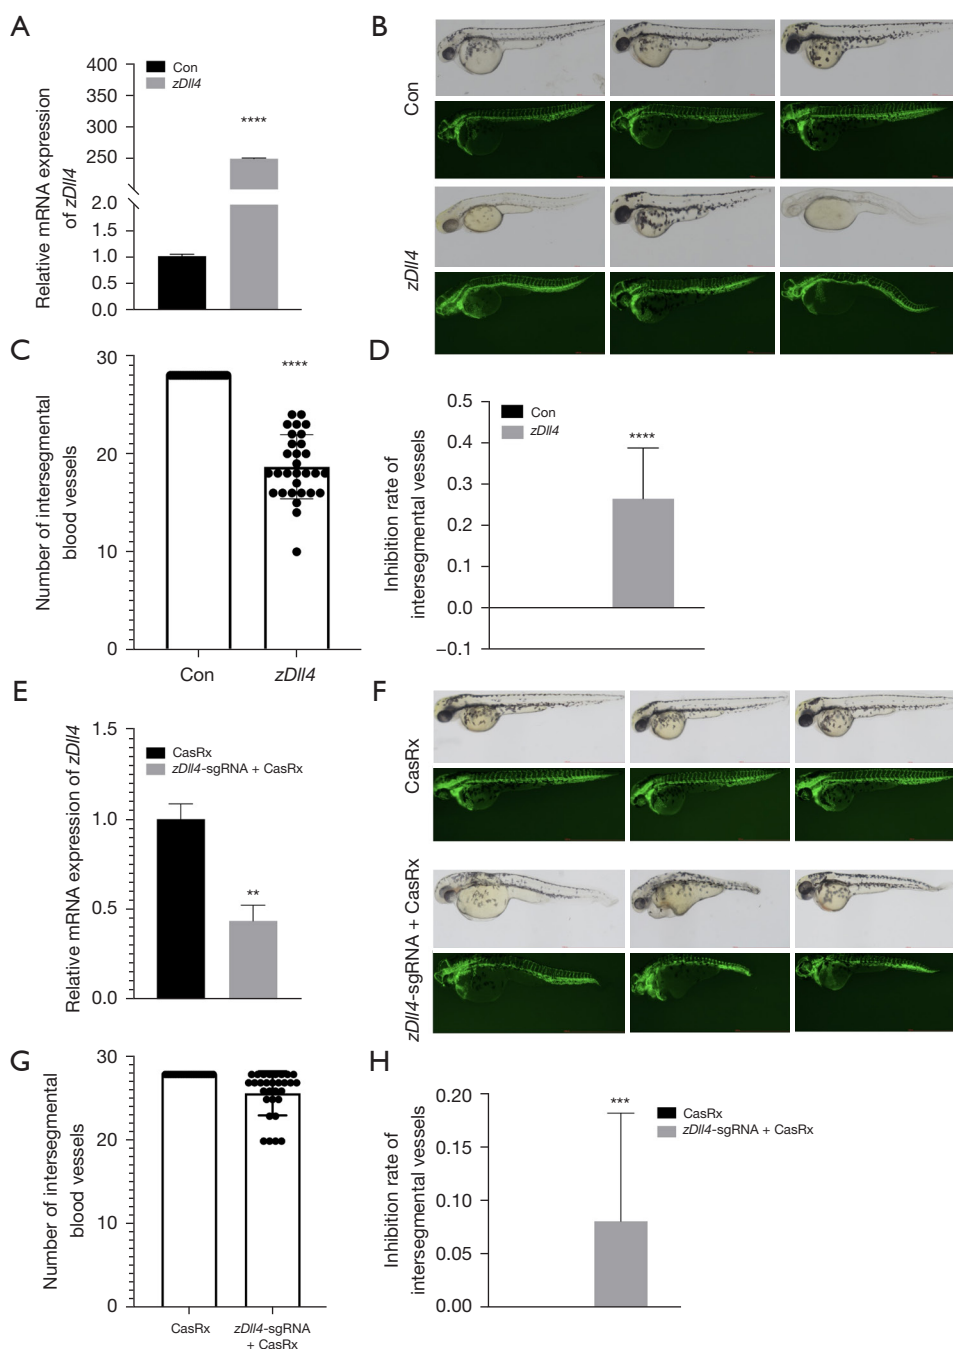 A
Relative mRNA expression
of zDll4
400
350
300
250
2.0
1.5
1.0
0.5
0.0
Con
zDll4
****
B
Con
zDll4
C
Number of intersegmental
blood vessels
30
20
10
0
****
Con
zDll4
D
Inhibition rate of
intersegmental vessels
0.5
0.4
0.3
0.2
0.1
0.0
−0.1
Con
zDll4
****
E
Relative mRNA expression of zDll4
1.5
1.0
0.5
0.0
CasRx
zDll4-sgRNA + CasRx
**
F
CasRx
zDll4-sgRNA + CasRx
G
Number of intersegmental
blood vessels
30
20
10
0
CasRx
zDll4-sgRNA
+ CasRx
H
Inhibition rate of
intersegmental vessels
0.20
0.15
0.10
0.05
0.00
***
CasRx
zDll4-sgRNA + CasRx